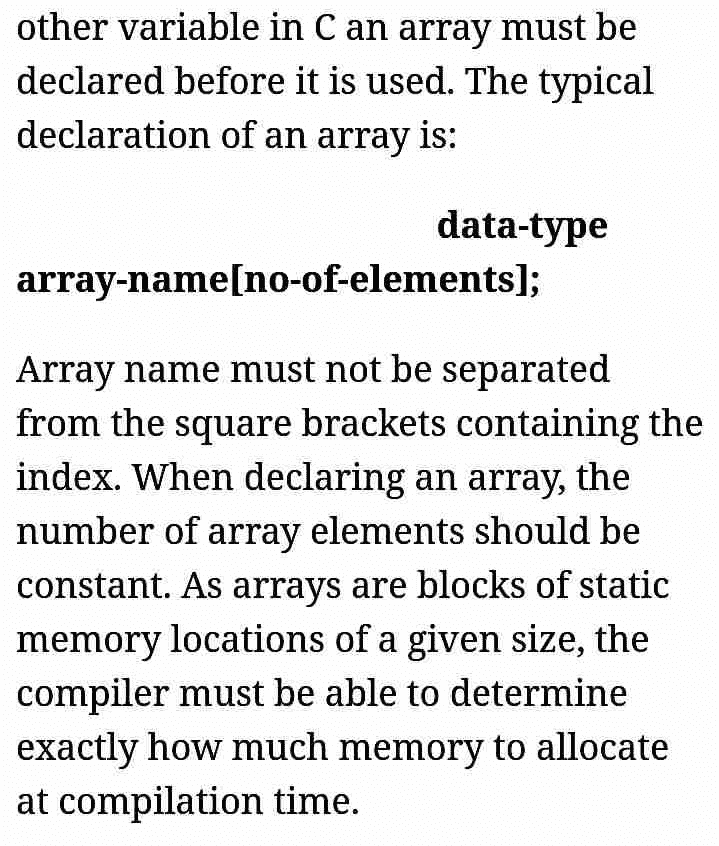 other variable in C an array must be
declared before it is used. The typical
declaration of an array is:
data-type
array-name[no-of-elements];
Array name must not be separated
from the square brackets containing the
index. When declaring an array, the
number of array elements should be
constant. As arrays are blocks of static
memory locations of a given size, the
compiler must be able to determine
exactly how much memory to allocate
at compilation time.